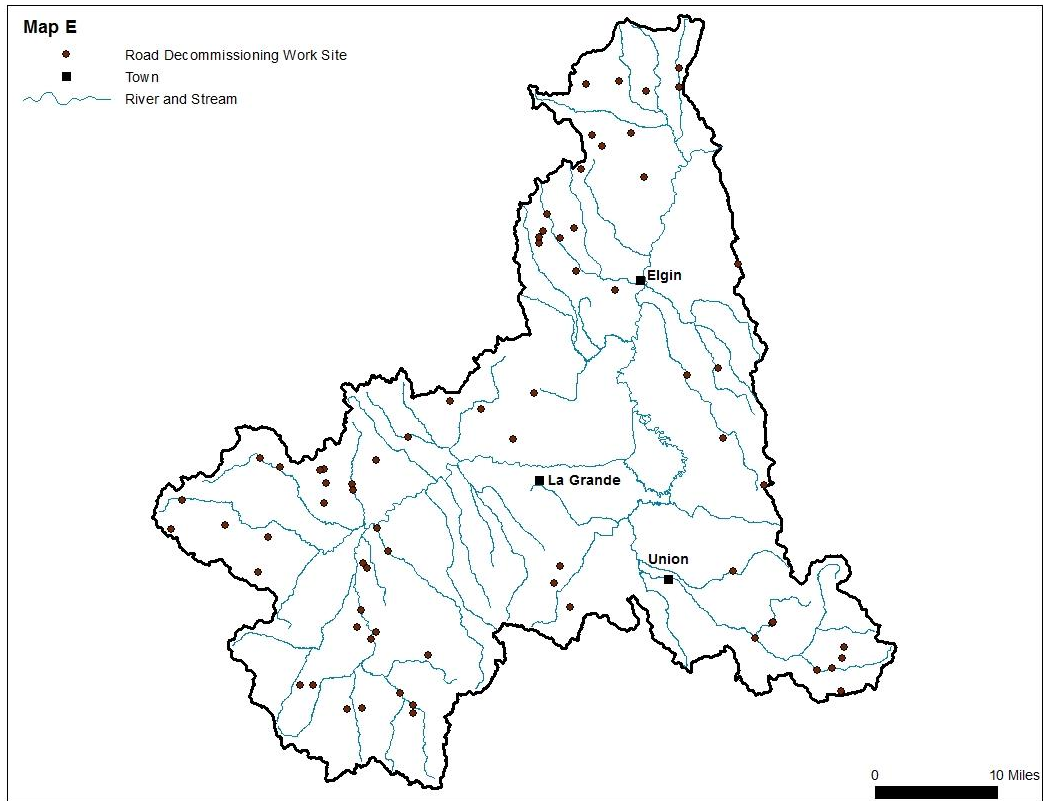 Map E
Road Decommissioning Work Site
Town
River and Stream
Elgin
La Grande
Union
0 10 Miles